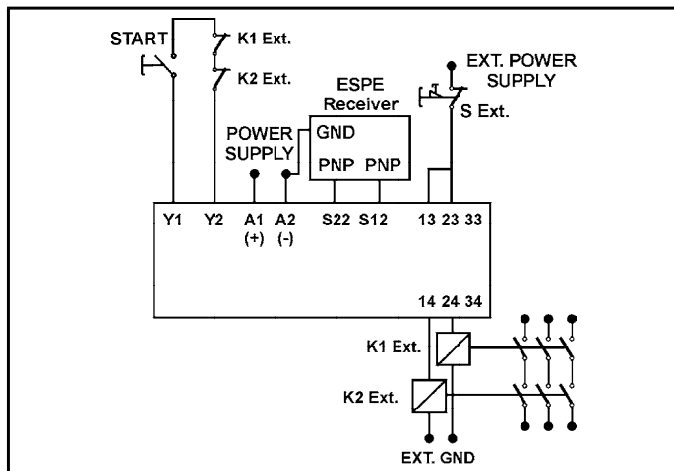 START
K1 Ext.
K2 Ext.
ESPE
Receiver
GND
PNP PNP
EXT. POWER
SUPPLY
S Ext.
POWER
SUPPLY
Y1 Y2 A1 A2 S22 S12 13 23 33
(+) (-)
14 24 34
K1 Ext.
K2 Ext.
EXT. GND